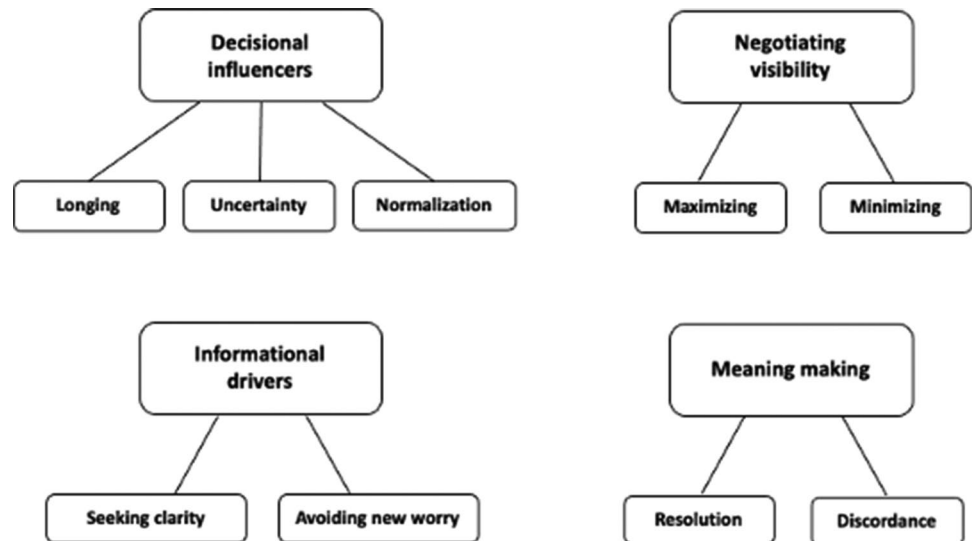 Decisional
influencers
Longing
Uncertainty
Normalization
Negotiating
visibility
Maximizing
Minimizing
Informational
drivers
Seeking clarity
Avoiding new worry
Meaning making
Resolution
Discordance